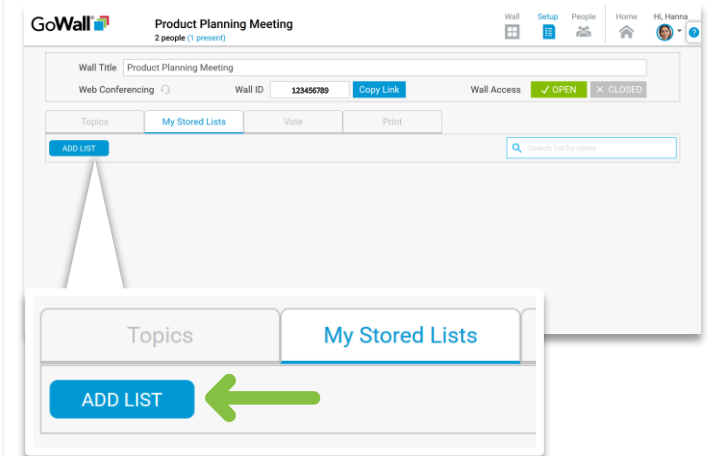 GoWall
Product Planning Meeting
2 people (1 present)
Wall Setup People Home Hi, Hanna
?
Wall Title Product Planning Meeting
Web Conferencing Wall ID 123456789 Copy Link Wall Access ✓ OPEN ✕ CLOSED
Topics My Stored Lists Vote Print
ADD LIST Search list by name
Topics My Stored Lists
ADD LIST